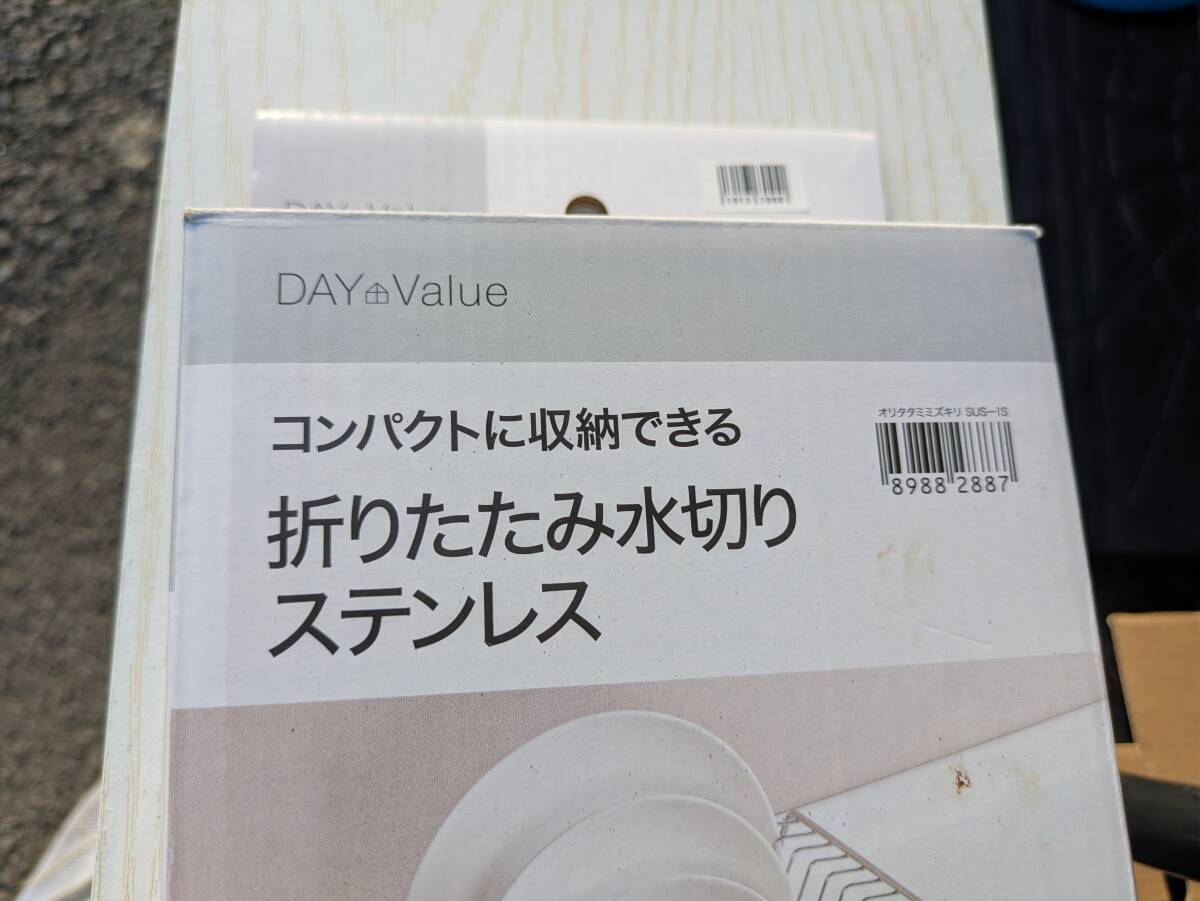 DAY Value
DAY Value
コンパクトに収納できる
オリタタミミズキリ SUS-1S
8988 2887
折りたたみ水切り
ステンレス